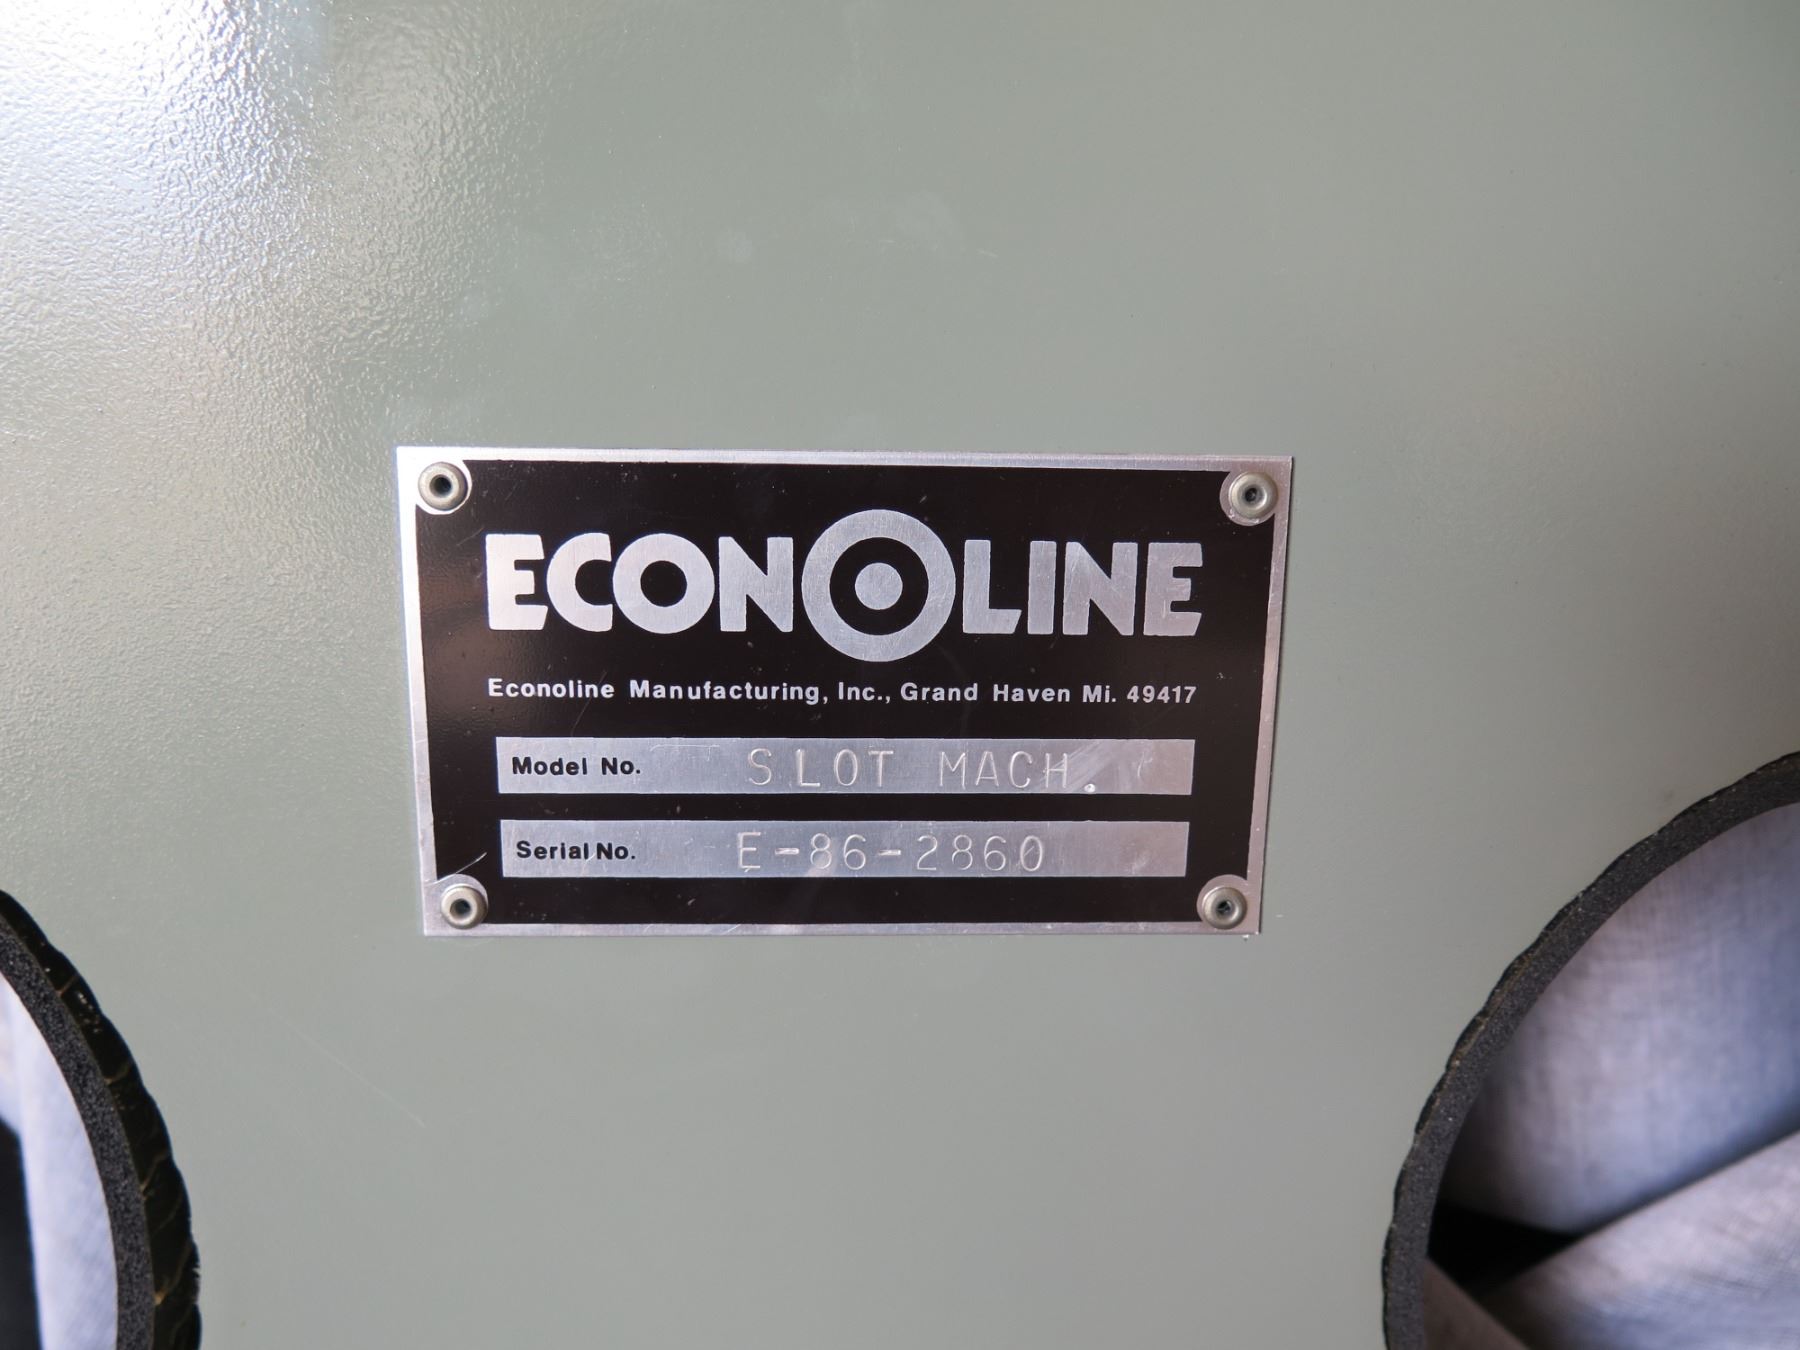 ECONOLINE
Econoline Manufacturing, Inc., Grand Haven Mi. 49417
Model No. SLOT MACH.
Serial No. E-86-2860